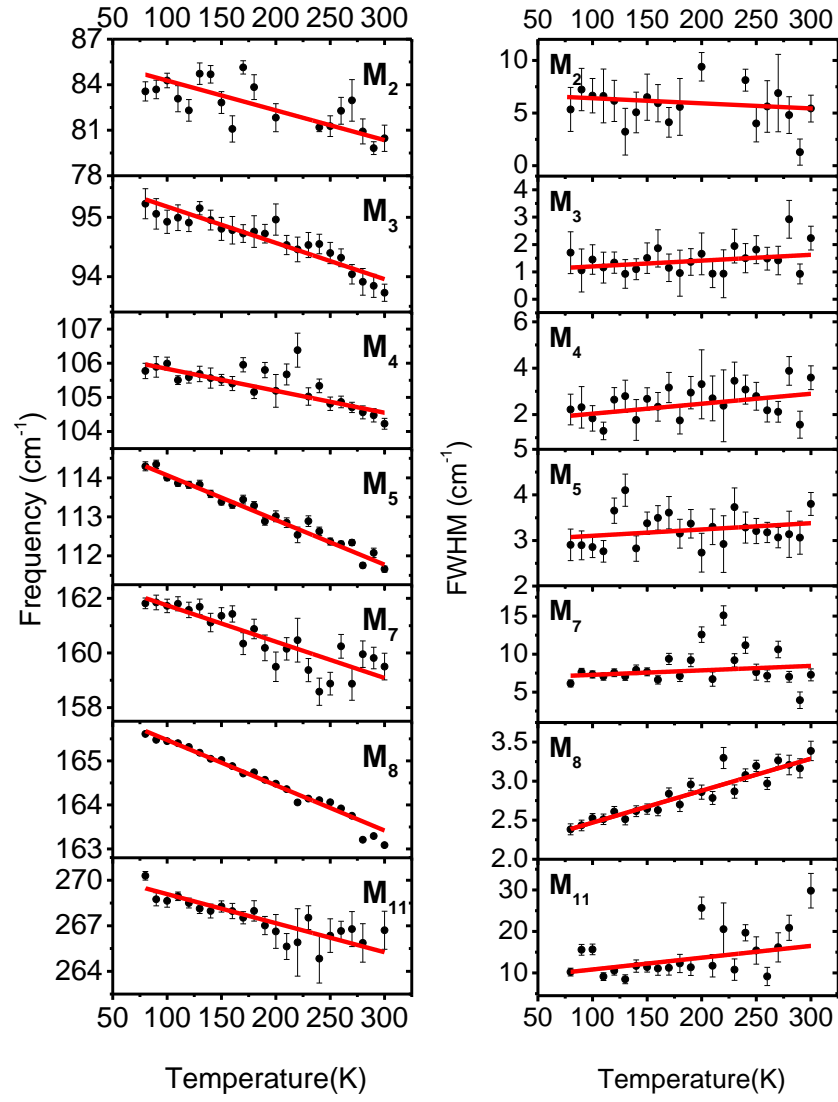 50 100 150 200 250 300
87
84
81
78
M2
78
95
94
M3
107
106
105
104
M4
114
113
112
M5
162
160
158
M7
165
164
163
M8
270
267
264
M11
50 100 150 200 250 300
Temperature(K)
Frequency (cm-1)
50 100 150 200 250 300
10
5
0
M2
4
3
2
1
0
M3
6
4
2
M4
5
4
3
2
M5
15
10
5
M7
3.5
3.0
2.5
2.0
M8
30
20
10
M11
50 100 150 200 250 300
Temperature(K)
FWHM (cm-1)